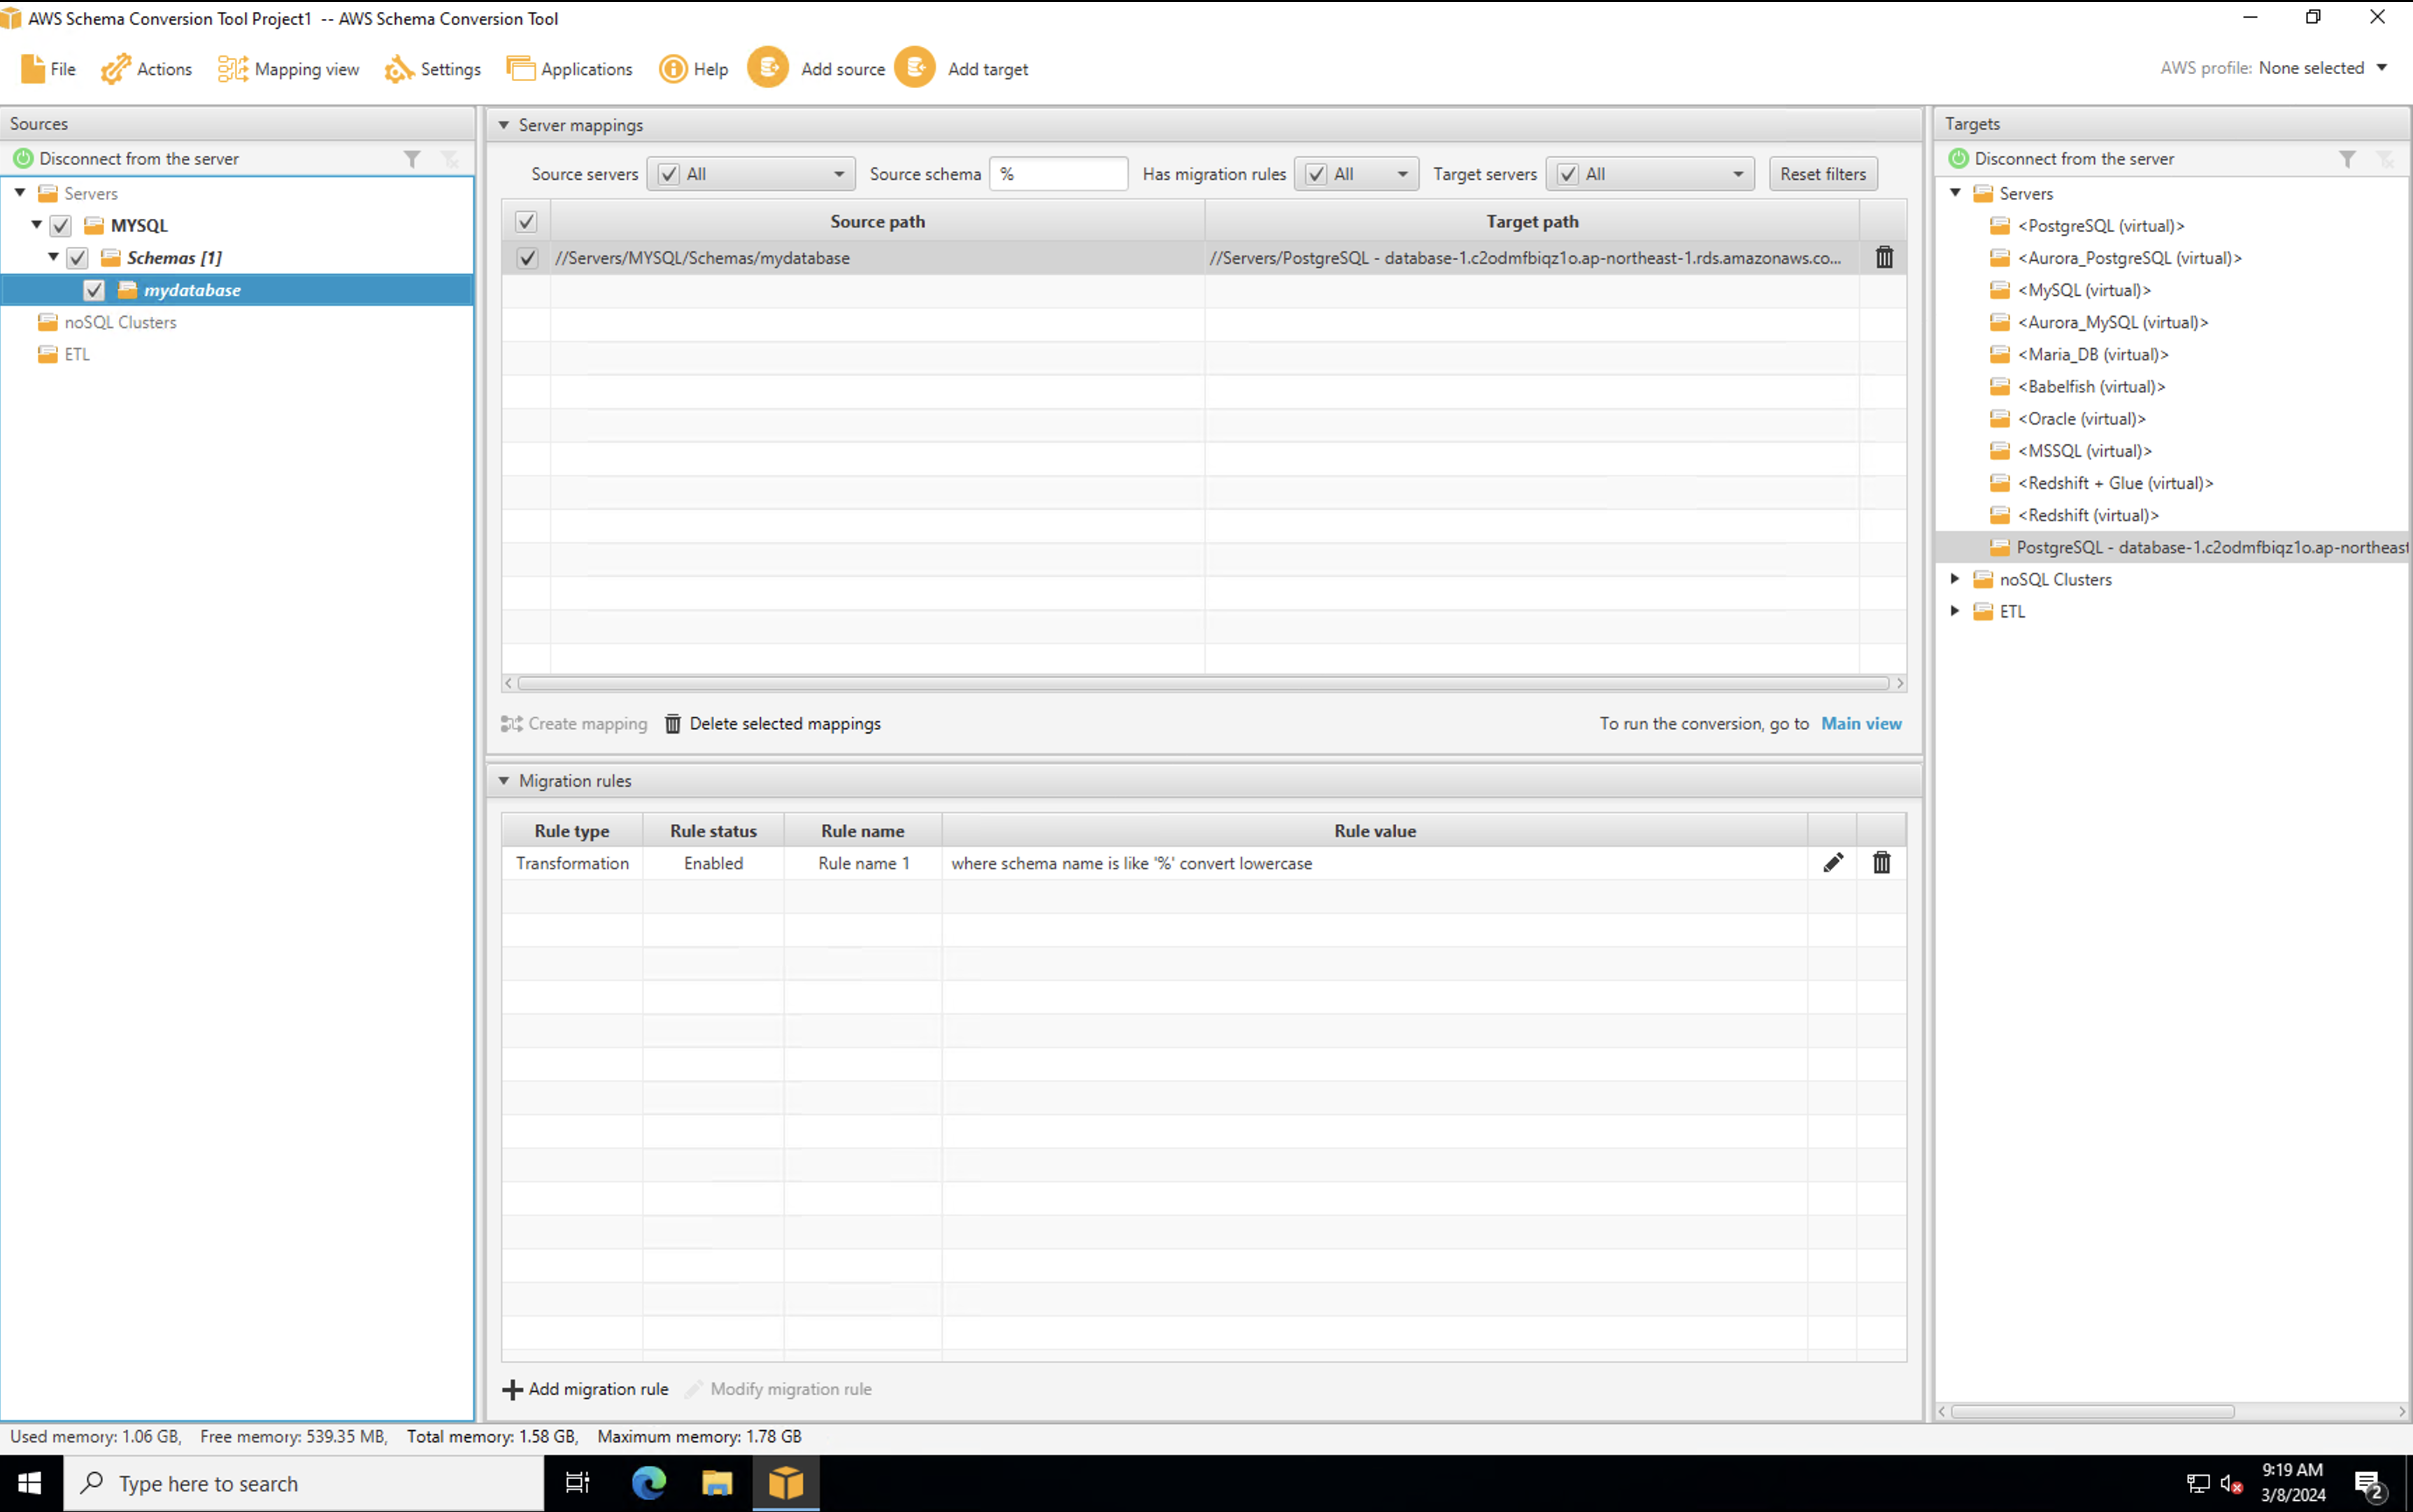 AWS Schema Conversion Tool Project1 -- AWS Schema Conversion Tool
File Actions Mapping view Settings Applications Help Add source Add target AWS profile: None selected
Sources
Disconnect from the server
Servers
MYSQL
Schemas [1]
mydatabase
noSQL Clusters
ETL
Server mappings
Source servers All Source schema % Has migration rules All Target servers All Reset filters
Source path Target path
//Servers/MYSQL/Schemas/mydatabase //Servers/PostgreSQL - database-1.c2odmfbiqz1o.ap-northeast-1.rds.amazonaws.co...
Create mapping Delete selected mappings To run the conversion, go to Main view
Migration rules
Rule type Rule status Rule name Rule value
Transformation Enabled Rule name 1 where schema name is like '%' convert lowercase
Add migration rule Modify migration rule
Targets
Disconnect from the server
Servers
<PostgreSQL (virtual)>
<Aurora_PostgreSQL (virtual)>
<MySQL (virtual)>
<Aurora_MySQL (virtual)>
<Maria_DB (virtual)>
<Babelfish (virtual)>
<Oracle (virtual)>
<MSSQL (virtual)>
<Redshift + Glue (virtual)>
<Redshift (virtual)>
PostgreSQL - database-1.c2odmfbiqz1o.ap-northeast
noSQL Clusters
ETL
Used memory: 1.06 GB, Free memory: 539.35 MB, Total memory: 1.58 GB, Maximum memory: 1.78 GB
Type here to search
9:19 AM
3/8/2024
2